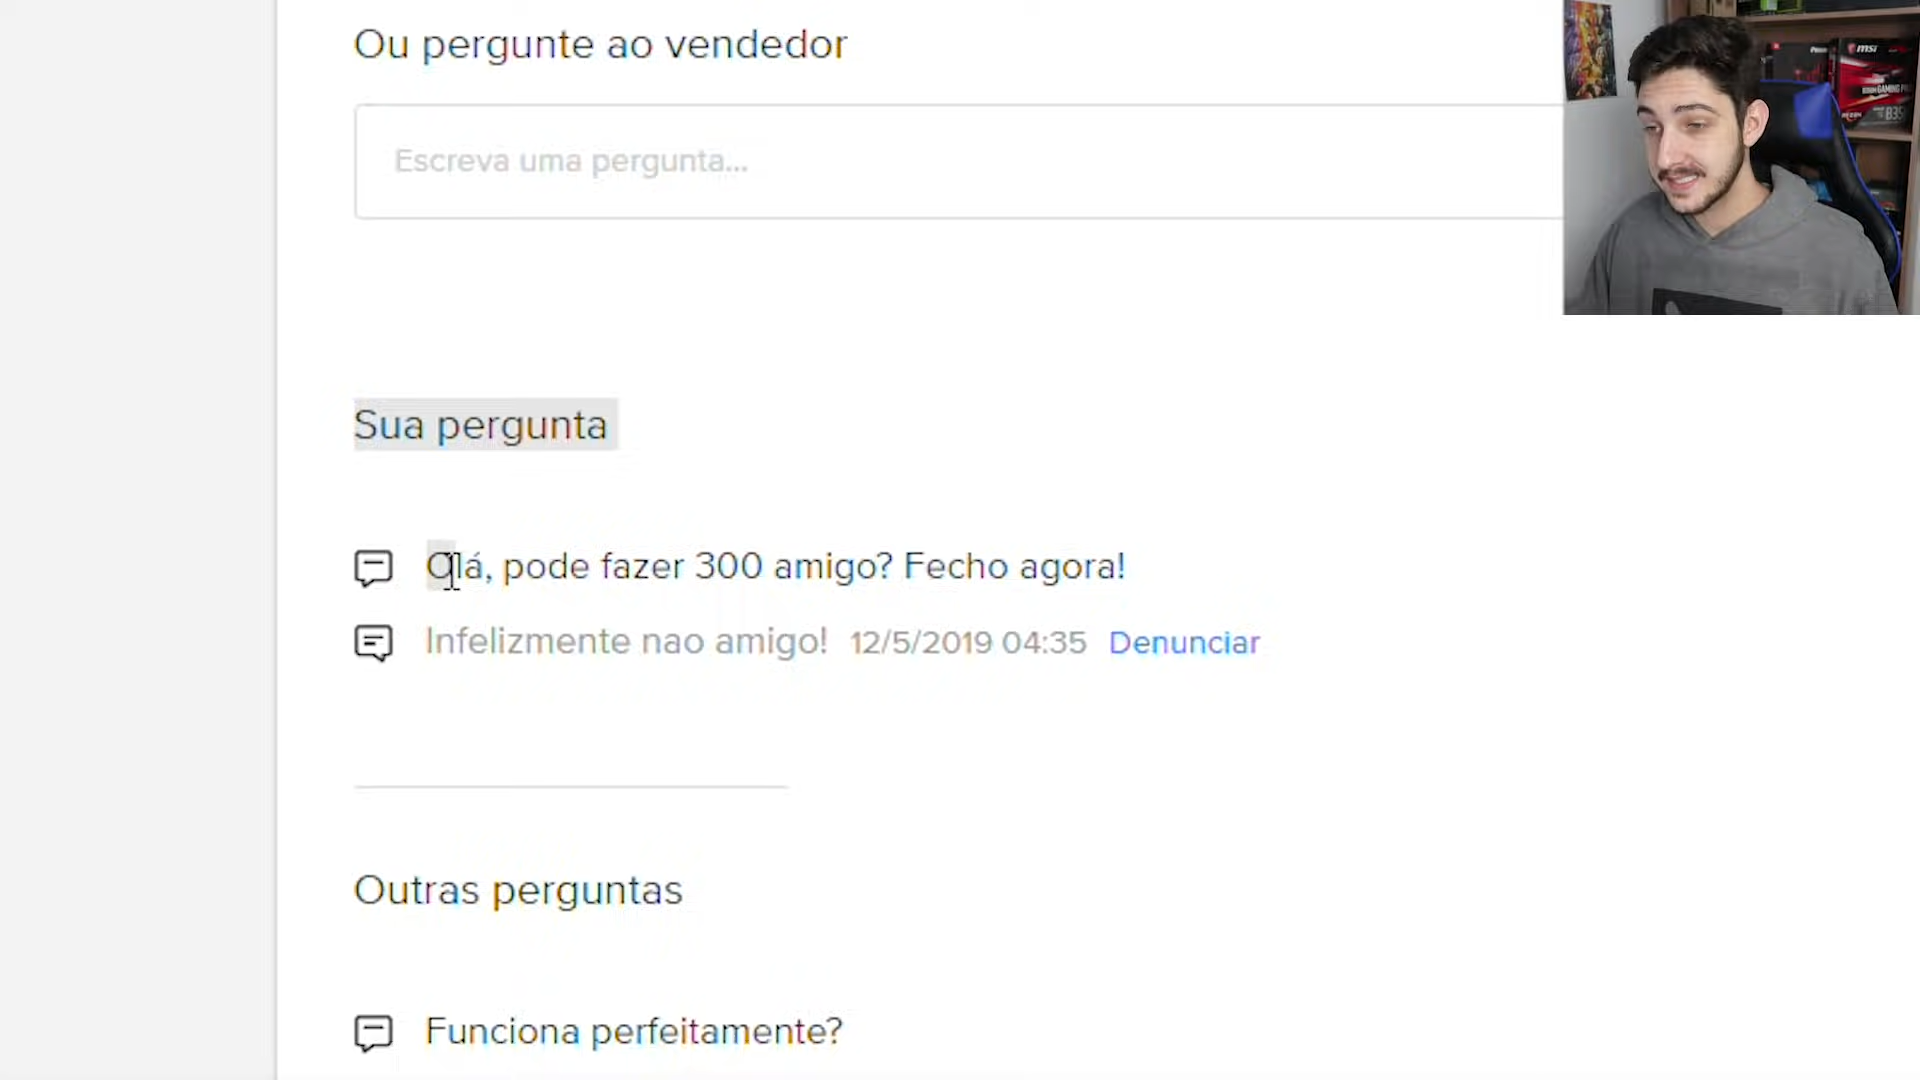 Ou pergunte ao vendedor
Escreva uma pergunta...
Sua pergunta
Olá, pode fazer 300 amigo? Fecho agora!
Infelizmente nao amigo! 12/5/2019 04:35 Denunciar
Outras perguntas
Funciona perfeitamente?
msi